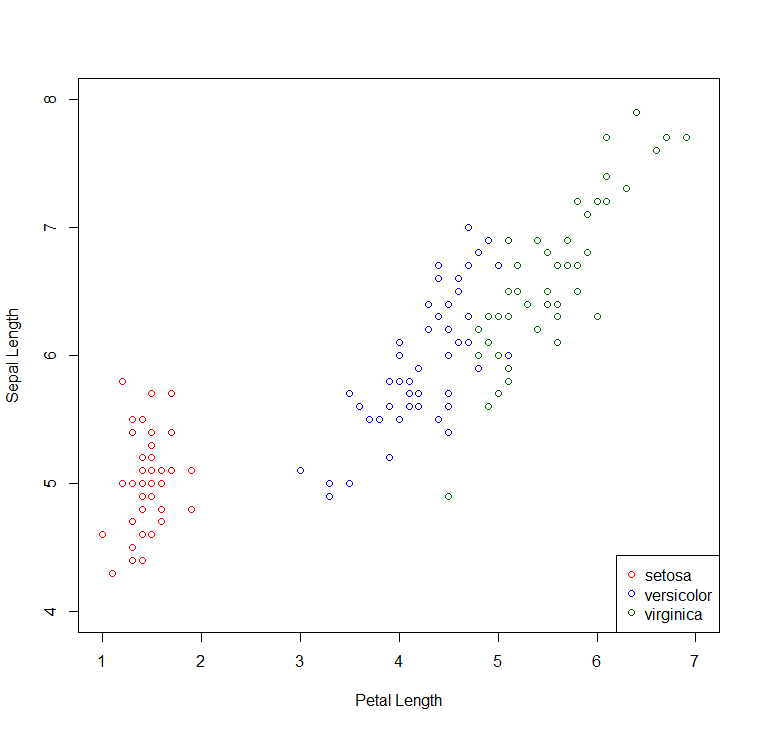 8
7
6
5
4
Sepal Length
setosa
versicolor
virginica
1 2 3 4 5 6 7
Petal Length